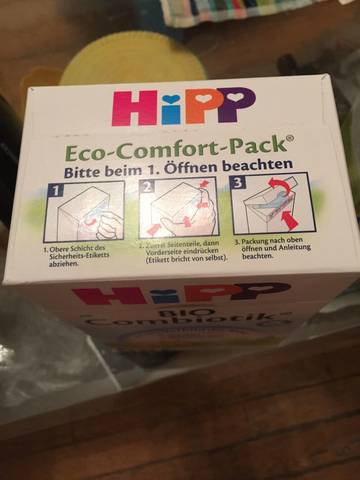 HiPP
Eco-Comfort-Pack®
Bitte beim 1. Öffnen beachten
1
2
3
1. Obere Schicht des
Sicherheits-Etiketts
abziehen.
2. Zuerst Seitenteile, dann
Vorderseite eindrücken
(Etikett bricht von selbst).
3. Packung nach oben
öffnen und Anleitung
beachten.
HiPP
BIO
Combiotik®